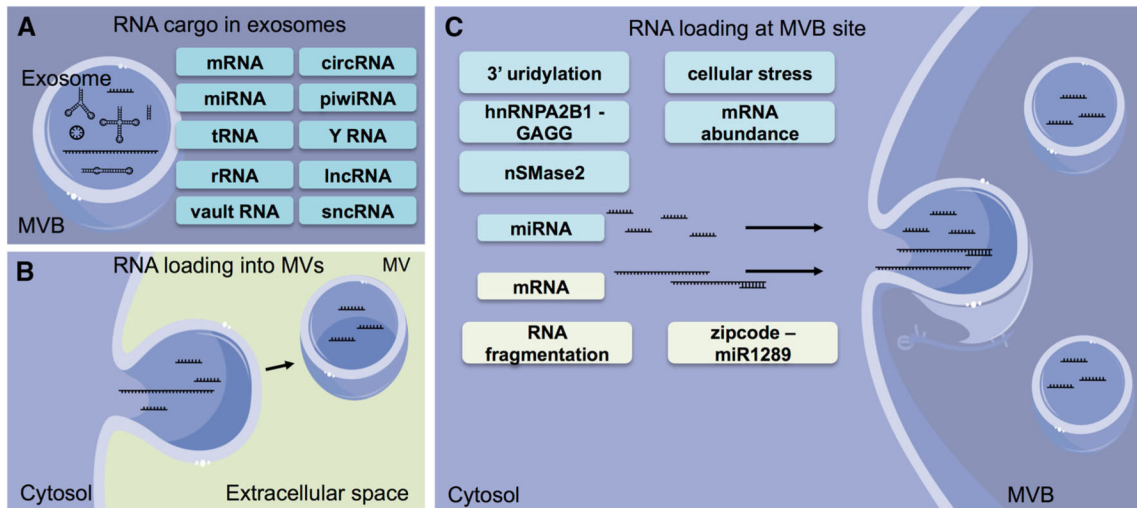 A
RNA cargo in exosomes
Exosome
mRNA
circRNA
miRNA
piwiRNA
tRNA
Y RNA
rRNA
lncRNA
vault RNA
sncRNA
MVB
B
RNA loading into MVs
MV
Cytosol
Extracellular space
C
RNA loading at MVB site
3' uridylation
cellular stress
hnRNPA2B1 -
GAGG
mRNA
abundance
nSMase2
miRNA
mRNA
RNA
fragmentation
zipcode –
miR1289
Cytosol
MVB